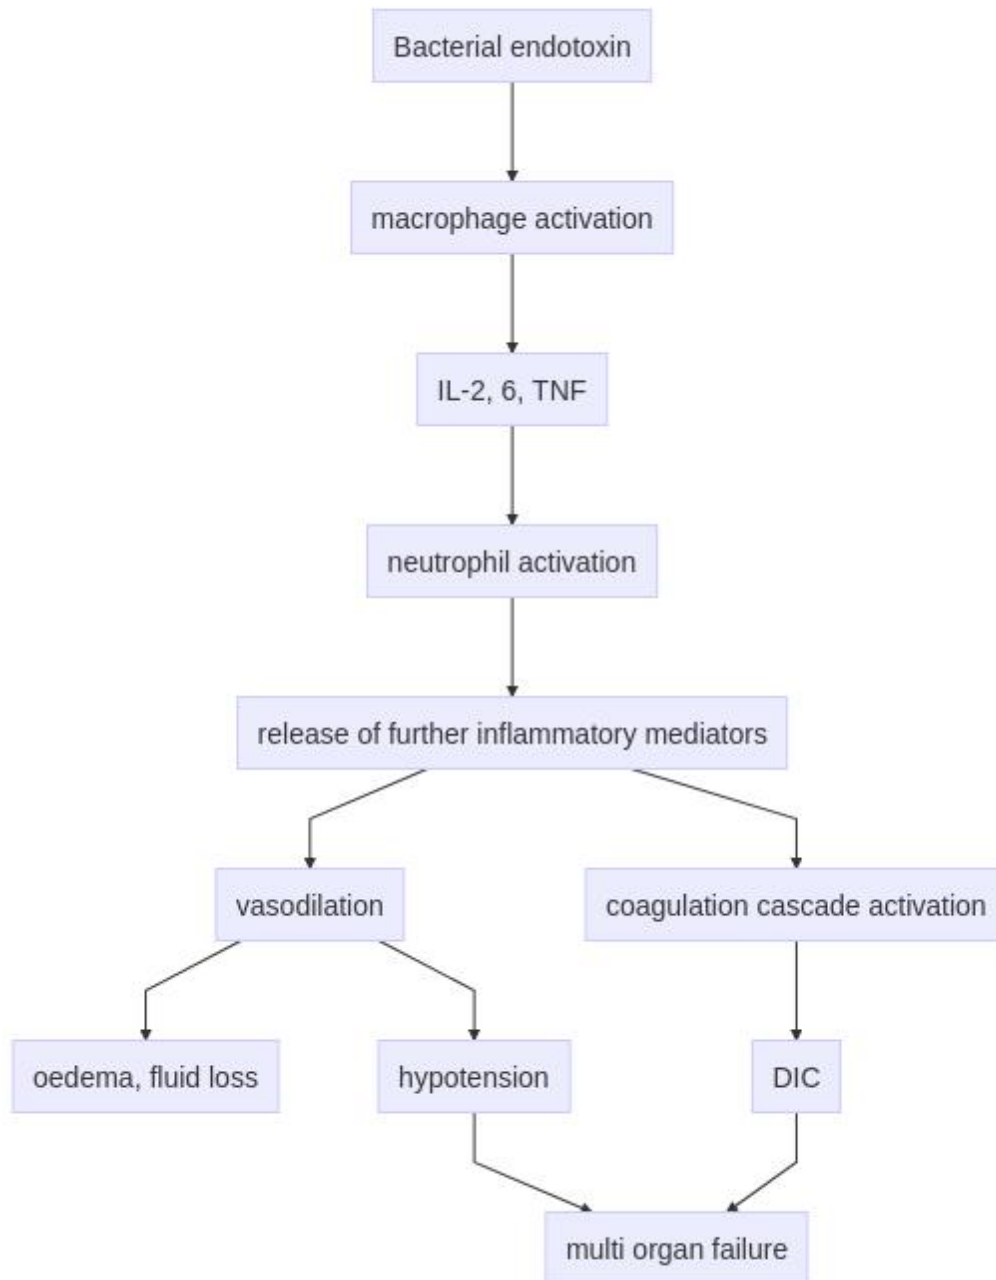 Bacterial endotoxin
macrophage activation
IL-2, 6, TNF
neutrophil activation
release of further inflammatory mediators
vasodilation
coagulation cascade activation
oedema, fluid loss
hypotension
DIC
multi organ failure